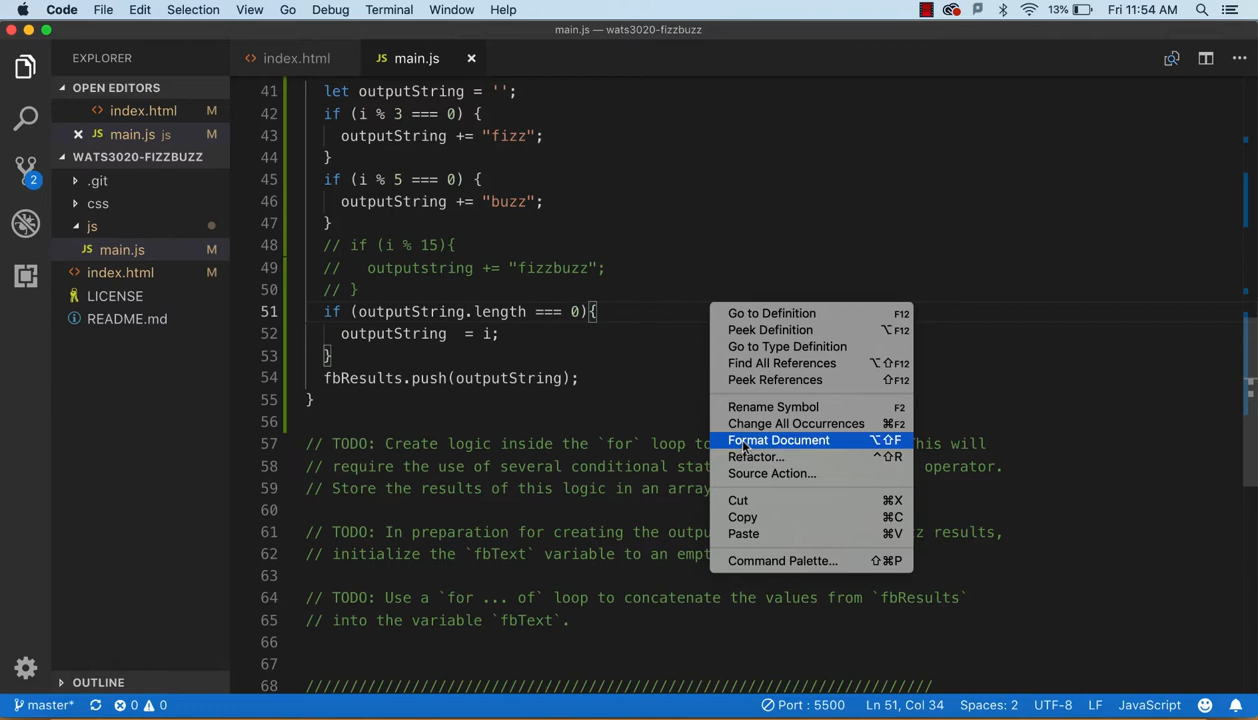 Code File Edit Selection View Go Debug Terminal Window Help 13% Fri 11:54 AM
main.js — wats3020-fizzbuzz
EXPLORER
OPEN EDITORS
<> index.html M
JS main.js js M
WATS3020-FIZZBUZZ
.git
css
js
JS main.js M
<> index.html M
LICENSE
README.md
OUTLINE
2
<> index.html
JS main.js
41 let outputString = '';
42 if (i % 3 === 0) {
43 outputString += "fizz";
44 }
45 if (i % 5 === 0) {
46 outputString += "buzz";
47 }
48 // if (i % 15){
49 //   outputstring += "fizzbuzz";
50 // }
51 if (outputString.length === 0){
52 outputString  = i;
53 }
54 fbResults.push(outputString);
55 }
56
57 // TODO: Create logic inside the `for` loop to This will
58 // require the use of several conditional stat operator.
59 // Store the results of this logic in an array
60
61 // TODO: In preparation for creating the outpu z results,
62 // initialize the `fbText` variable to an empt
63
64 // TODO: Use a `for ... of` loop to concatenate the values from `fbResults`
65 // into the variable `fbText`.
66
67
68 //////////////////////////////////////////////////////////////////////
Go to Definition F12
Peek Definition ⌥F12
Go to Type Definition
Find All References ⌥⇧F12
Peek References ⇧F12
Rename Symbol F2
Change All Occurrences ⌘F2
Format Document ⌥⇧F
Refactor... ^⇧R
Source Action...
Cut ⌘X
Copy ⌘C
Paste ⌘V
Command Palette... ⇧⌘P
master* 0 0 Port : 5500 Ln 51, Col 34 Spaces: 2 UTF-8 LF JavaScript